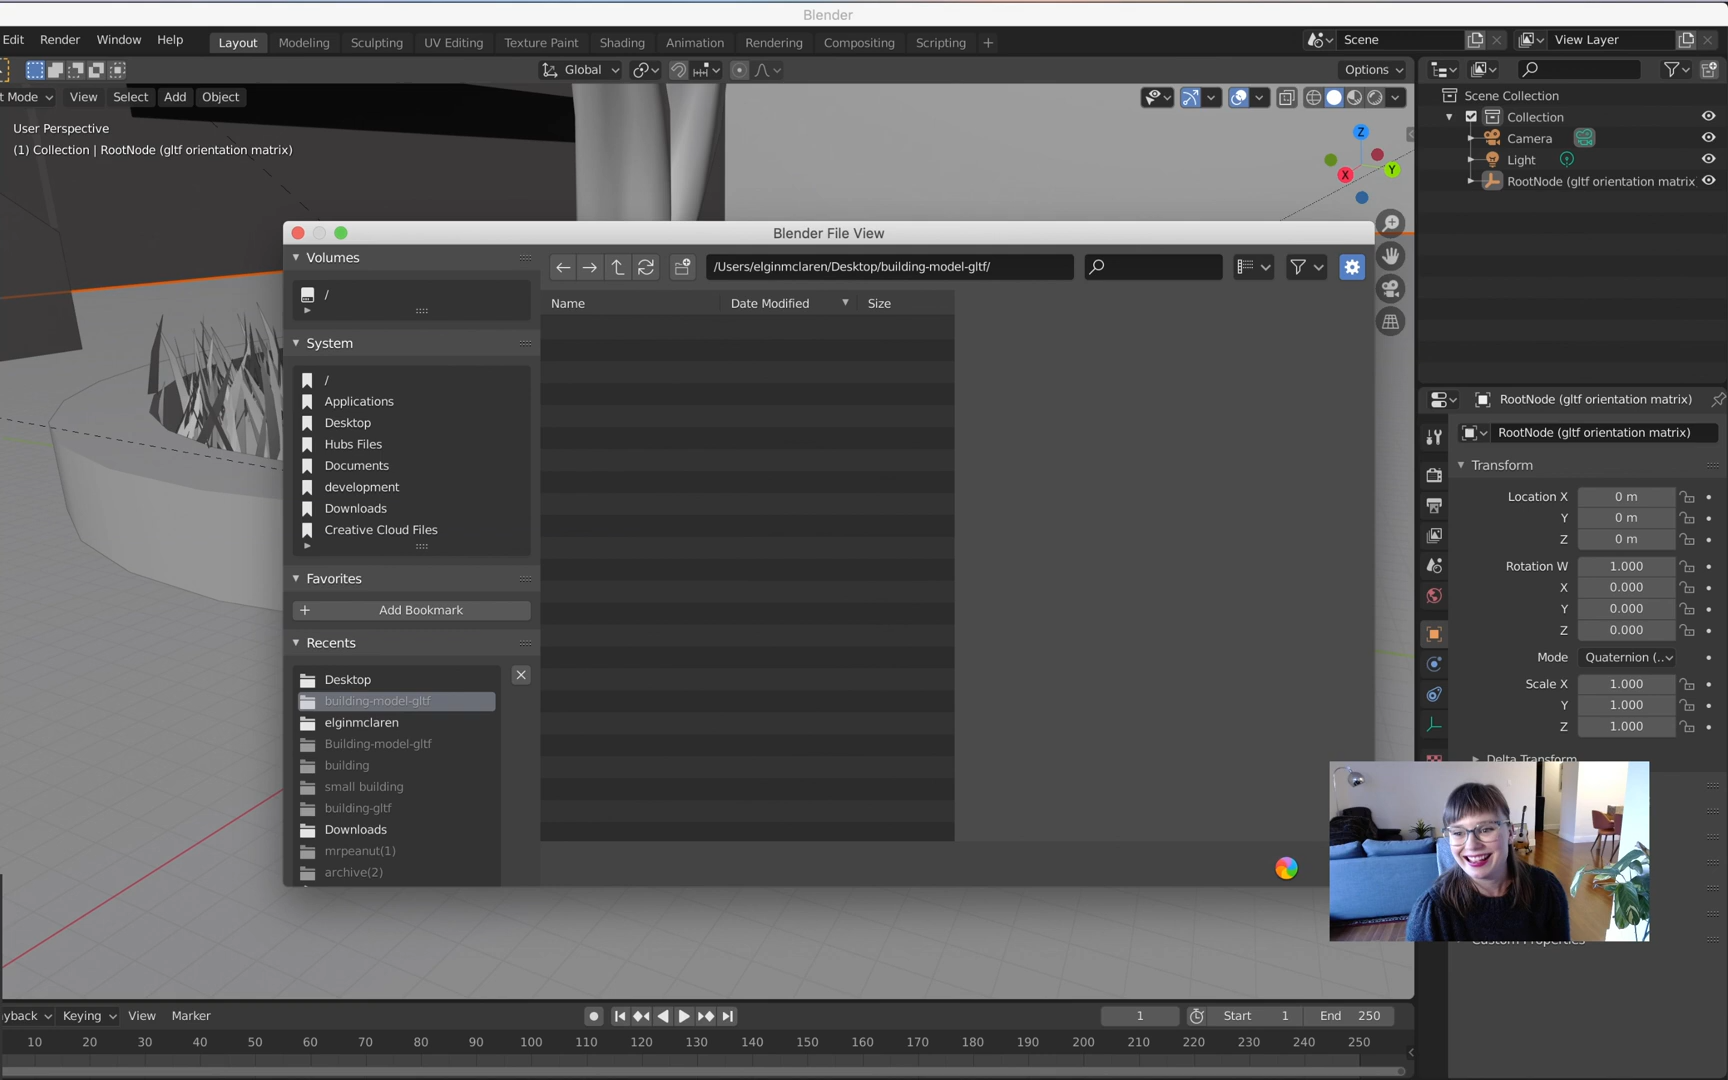 Blender
Edit Render Window Help Layout Modeling Sculpting UV Editing Texture Paint Shading Animation Rendering Compositing Scripting + Scene View Layer
Global Options
t Mode View Select Add Object
User Perspective
(1) Collection | RootNode (gltf orientation matrix)
Z
X
Y
Scene Collection
Collection
Camera
Light
RootNode (gltf orientation matrix
Blender File View
Volumes
/
System
/
Applications
Desktop
Hubs Files
Documents
development
Downloads
Creative Cloud Files
Favorites
+ Add Bookmark
Recents
Desktop
building-model-gltf
elginmclaren
Building-model-gltf
building
small building
building-gltf
Downloads
mrpeanut(1)
archive(2)
/Users/elginmclaren/Desktop/building-model-gltf/
Name Date Modified Size
RootNode (gltf orientation matrix)
RootNode (gltf orientation matrix)
Transform
Location X 0 m
Y 0 m
Z 0 m
Rotation W 1.000
X 0.000
Y 0.000
Z 0.000
Mode Quaternion (..
Scale X 1.000
Y 1.000
Z 1.000
Delta Transform
Custom Properties
yback Keying View Marker 1 Start 1 End 250
10 20 30 40 50 60 70 80 90 100 110 120 130 140 150 160 170 180 190 200 210 220 230 240 250